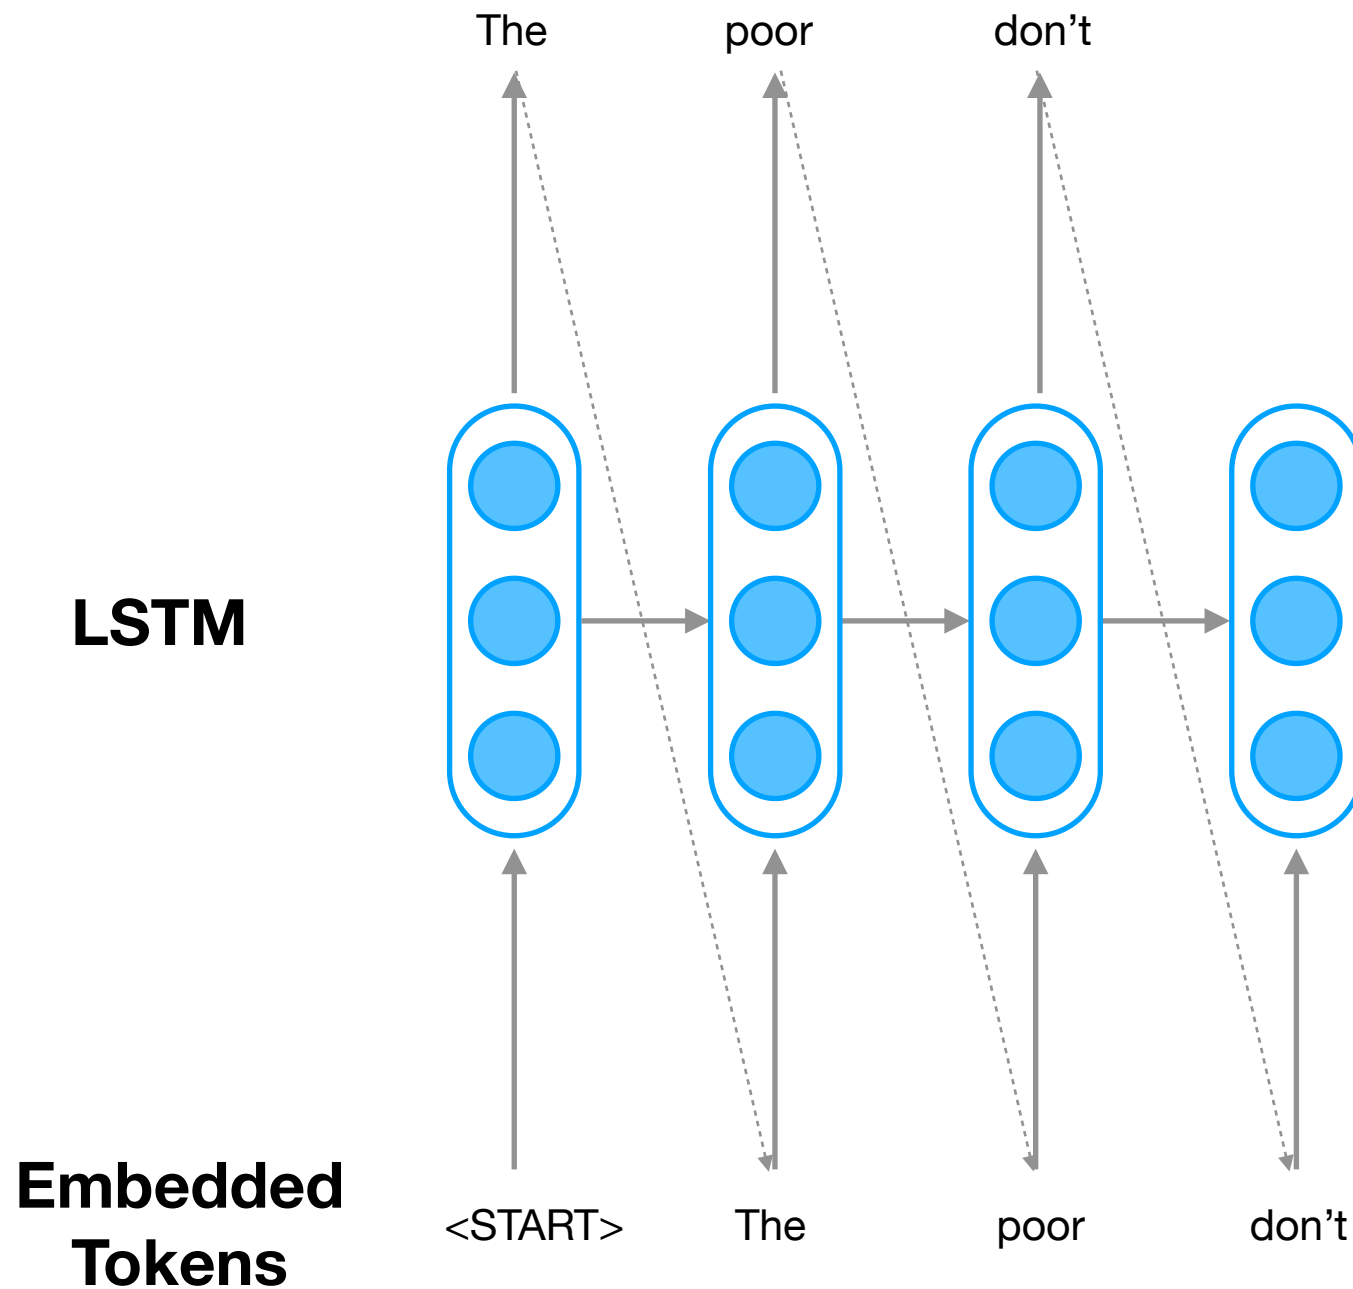 The poor don’t
LSTM
Embedded
Tokens
<START> The poor don’t